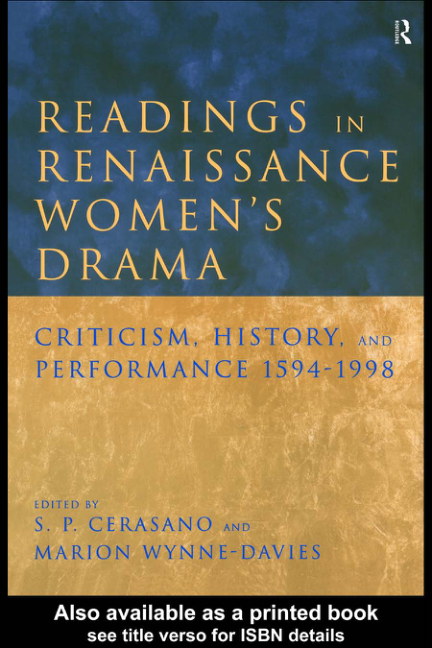 READINGS IN
RENAISSANCE
WOMEN'S
DRAMA
CRITICISM, HISTORY, AND
PERFORMANCE 1594-1998
EDITED BY
S. P. CERASANO AND
MARION WYNNE-DAVIES
Also available as a printed book
see title verso for ISBN details